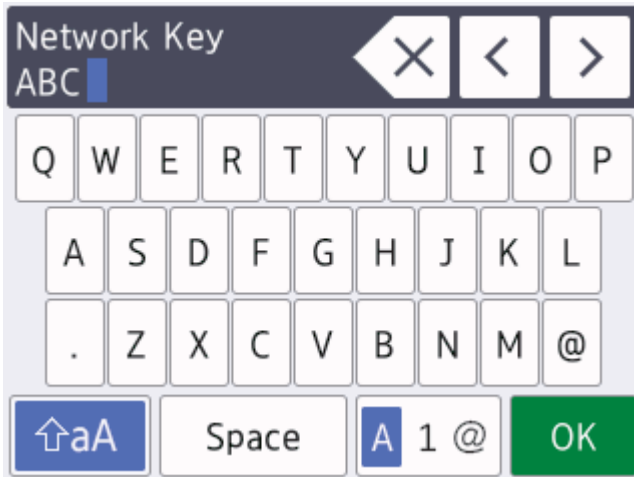 Network Key
ABC
Q W E R T Y U I O P
A S D F G H J K L
. Z X C V B N M @
aA Space A 1 @ OK